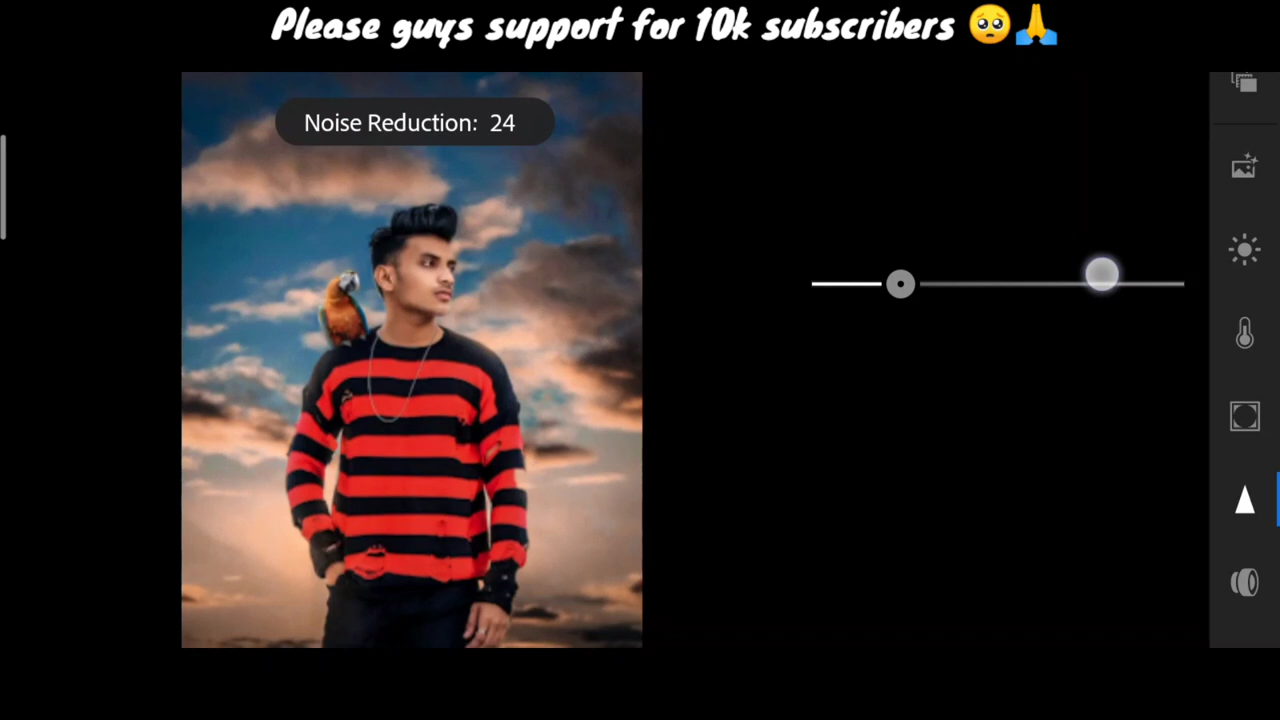 Please guys support for 10k subscribers 🥺🙏
Noise Reduction: 24